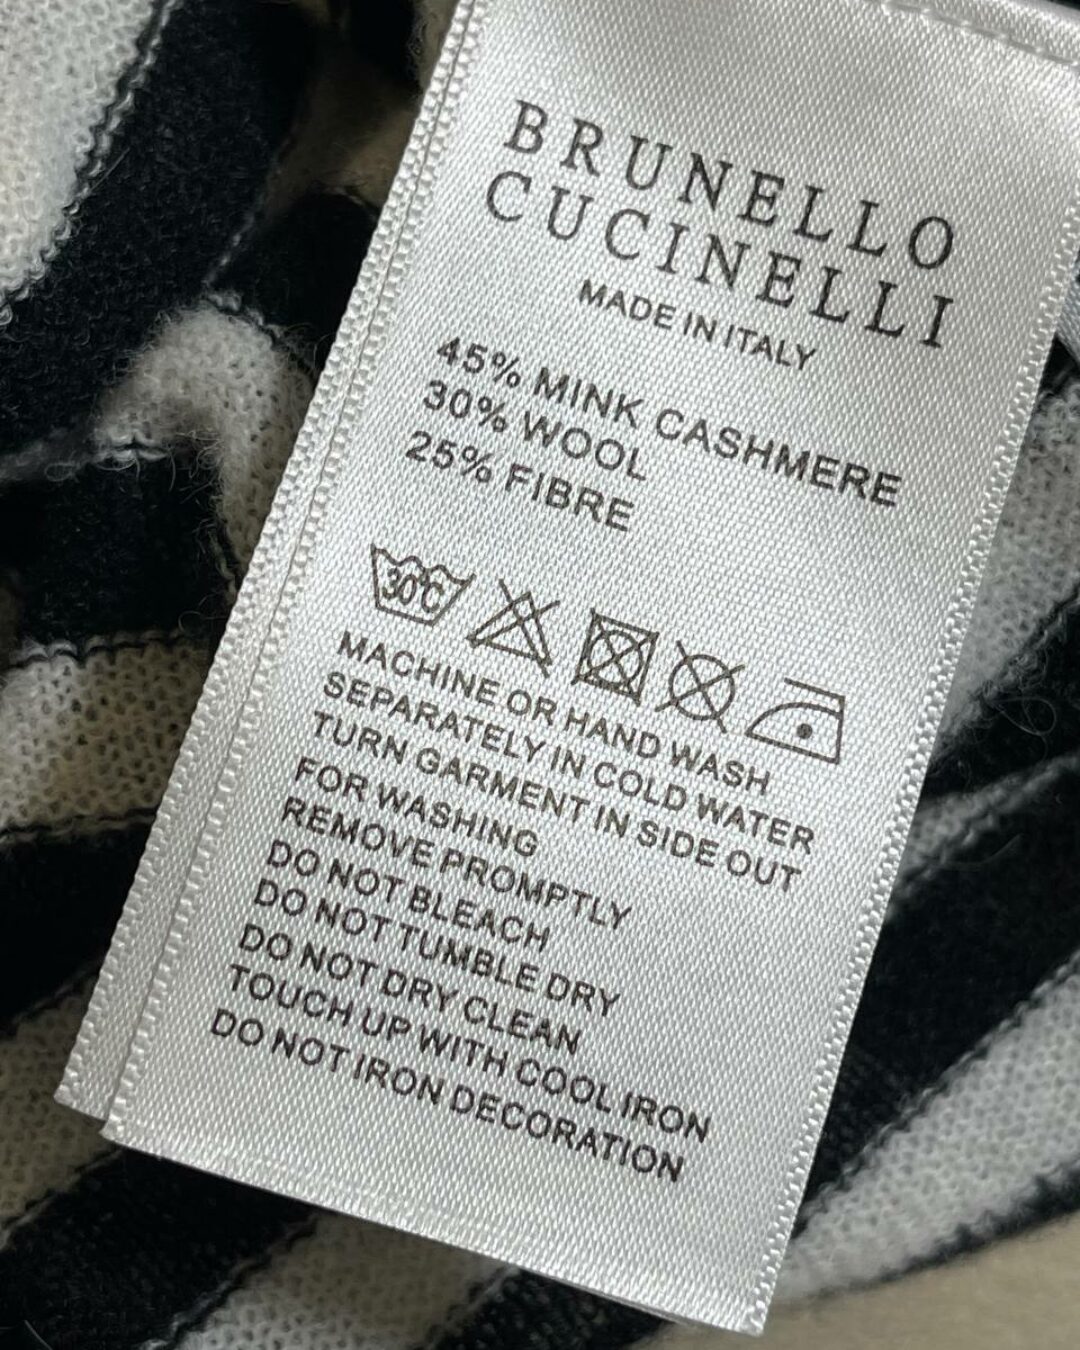 BRUNELLO
CUCINELLI
MADE IN ITALY
45% MINK CASHMERE
30% WOOL
25% FIBRE
30°C
MACHINE OR HAND WASH
SEPARATELY IN COLD WATER
TURN GARMENT IN SIDE OUT
FOR WASHING
REMOVE PROMPTLY
DO NOT BLEACH
DO NOT TUMBLE DRY
DO NOT DRY CLEAN
TOUCH UP WITH COOL IRON
DO NOT IRON DECORATION